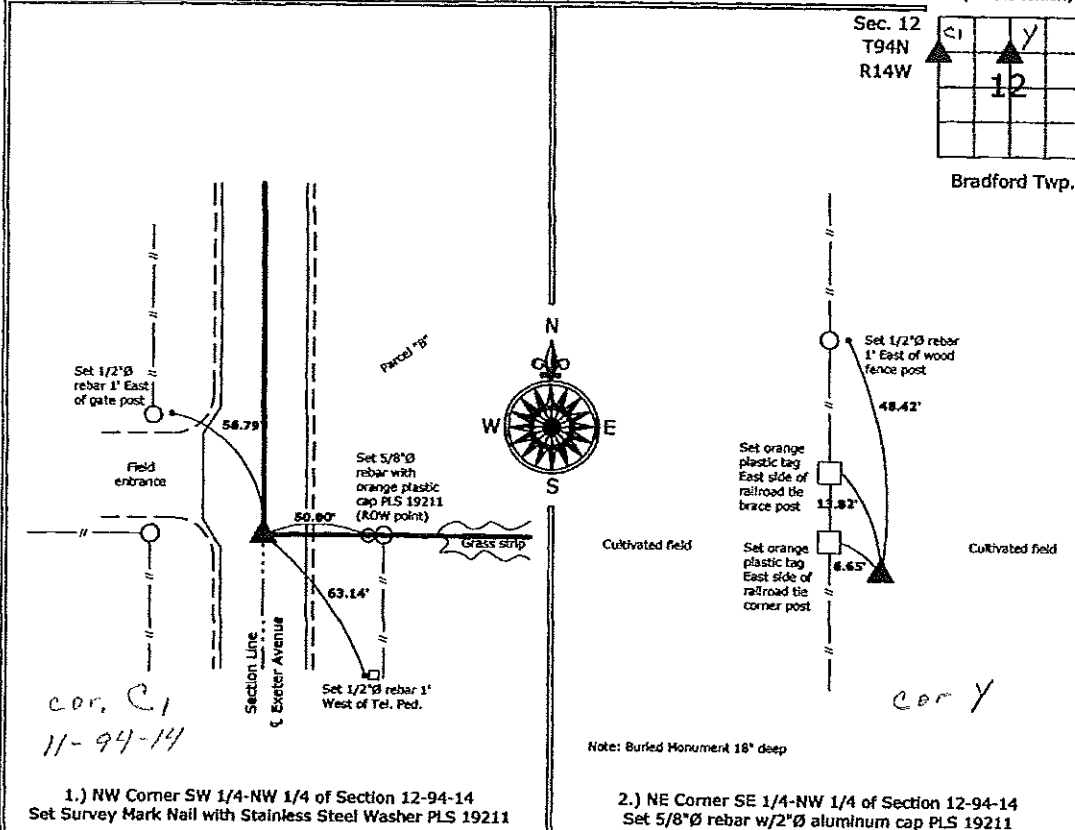 Sec. 12
T94N
R14W
C1
Y
12
Bradford Twp.
Set 1/2"Ø
rebar 1' East
of gate post
56.79'
Parcel "B"
Field
entrance
Set 5/8"Ø
rebar with
orange plastic
cap PLS 19211
(ROW point)
50.00'
Grass strip
63.14'
Section Line
℄ Exeter Avenue
Set 1/2"Ø rebar 1'
West of Tel. Ped.
cor. C1
11-94-14
1.) NW Corner SW 1/4-NW 1/4 of Section 12-94-14
Set Survey Mark Nail with Stainless Steel Washer PLS 19211
N
W
E
S
Set 1/2"Ø rebar
1' East of wood
fence post
48.42'
Set orange
plastic tag
East side of
railroad tie
brace post
13.82'
Cultivated field
Set orange
plastic tag
East side of
railroad tie
corner post
6.65'
Cultivated field
cor Y
Note: Buried Monument 18" deep
2.) NE Corner SE 1/4-NW 1/4 of Section 12-94-14
Set 5/8"Ø rebar w/2"Ø aluminum cap PLS 19211